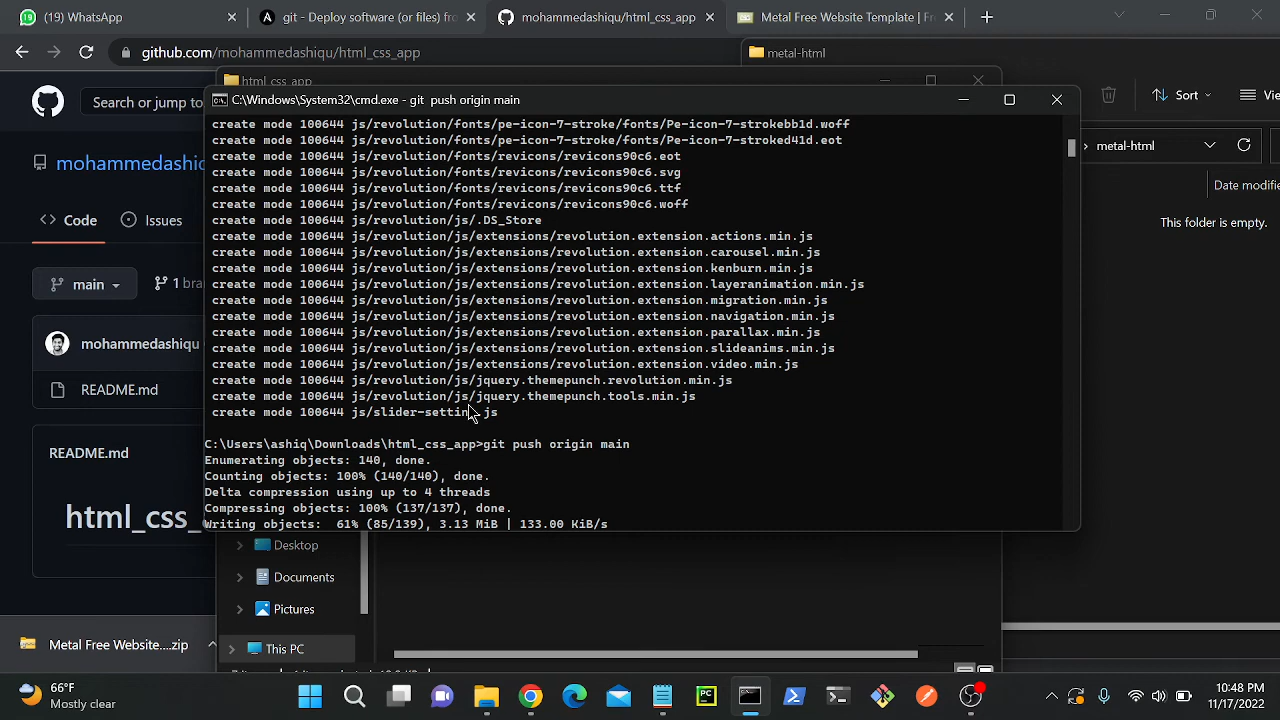 (19) WhatsApp
git - Deploy software (or files) fro
mohammedashiqu/html_css_app
Metal Free Website Template | Fr
github.com/mohammedashiqu/html_css_app
metal-html
html_css_app
Search or jump to
C:\Windows\System32\cmd.exe - git push origin main
Sort
Vie
metal-html
mohammedashiqu
Date modifie
This folder is empty.
Code
Issues
main
1 bra
mohammedashiqu
README.md
README.md
html_css_
create mode 100644 js/revolution/fonts/pe-icon-7-stroke/fonts/Pe-icon-7-strokebb1d.woff
create mode 100644 js/revolution/fonts/pe-icon-7-stroke/fonts/Pe-icon-7-stroked41d.eot
create mode 100644 js/revolution/fonts/revicons/revicons90c6.eot
create mode 100644 js/revolution/fonts/revicons/revicons90c6.svg
create mode 100644 js/revolution/fonts/revicons/revicons90c6.ttf
create mode 100644 js/revolution/fonts/revicons/revicons90c6.woff
create mode 100644 js/revolution/js/.DS_Store
create mode 100644 js/revolution/js/extensions/revolution.extension.actions.min.js
create mode 100644 js/revolution/js/extensions/revolution.extension.carousel.min.js
create mode 100644 js/revolution/js/extensions/revolution.extension.kenburn.min.js
create mode 100644 js/revolution/js/extensions/revolution.extension.layeranimation.min.js
create mode 100644 js/revolution/js/extensions/revolution.extension.migration.min.js
create mode 100644 js/revolution/js/extensions/revolution.extension.navigation.min.js
create mode 100644 js/revolution/js/extensions/revolution.extension.parallax.min.js
create mode 100644 js/revolution/js/extensions/revolution.extension.slideanims.min.js
create mode 100644 js/revolution/js/extensions/revolution.extension.video.min.js
create mode 100644 js/revolution/js/jquery.themepunch.revolution.min.js
create mode 100644 js/revolution/js/jquery.themepunch.tools.min.js
create mode 100644 js/slider-setting.js
C:\Users\ashiq\Downloads\html_css_app>git push origin main
Enumerating objects: 140, done.
Counting objects: 100% (140/140), done.
Delta compression using up to 4 threads
Compressing objects: 100% (137/137), done.
Writing objects: 61% (85/139), 3.13 MiB | 133.00 KiB/s
Desktop
Documents
Pictures
This PC
Metal Free Website....zip
66°F
Mostly clear
PC
10:48 PM
11/17/2022